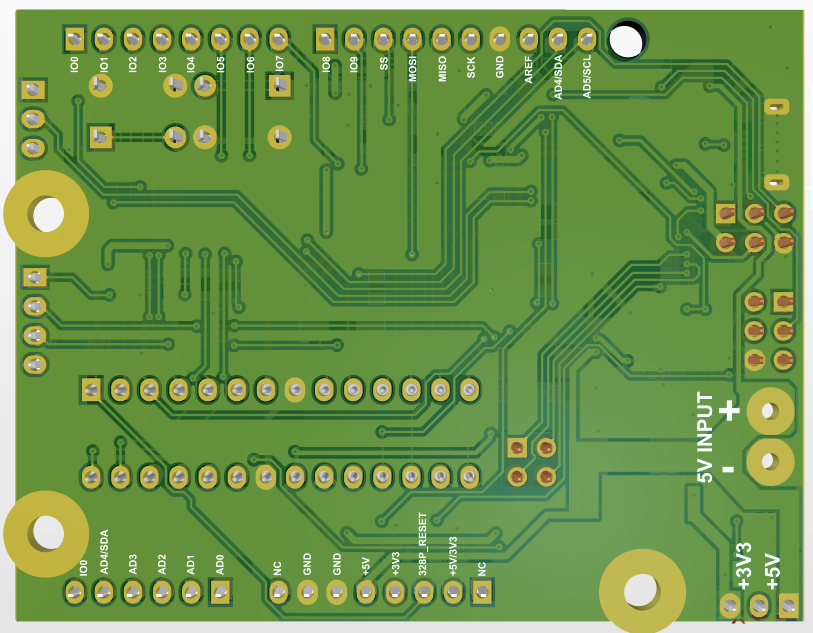 IO0
IO1
IO2
IO3
IO4
IO5
IO6
IO7
IO8
IO9
SS
MOSI
MISO
SCK
GND
AREF
AD4/SDA
AD5/SCL
5V INPUT
+
-
IO0
AD4/SDA
AD3
AD2
AD1
AD0
NC
GND
GND
+5V
+3V3
328P_RESET
+5V/3V3
NC
+3V3
+5V